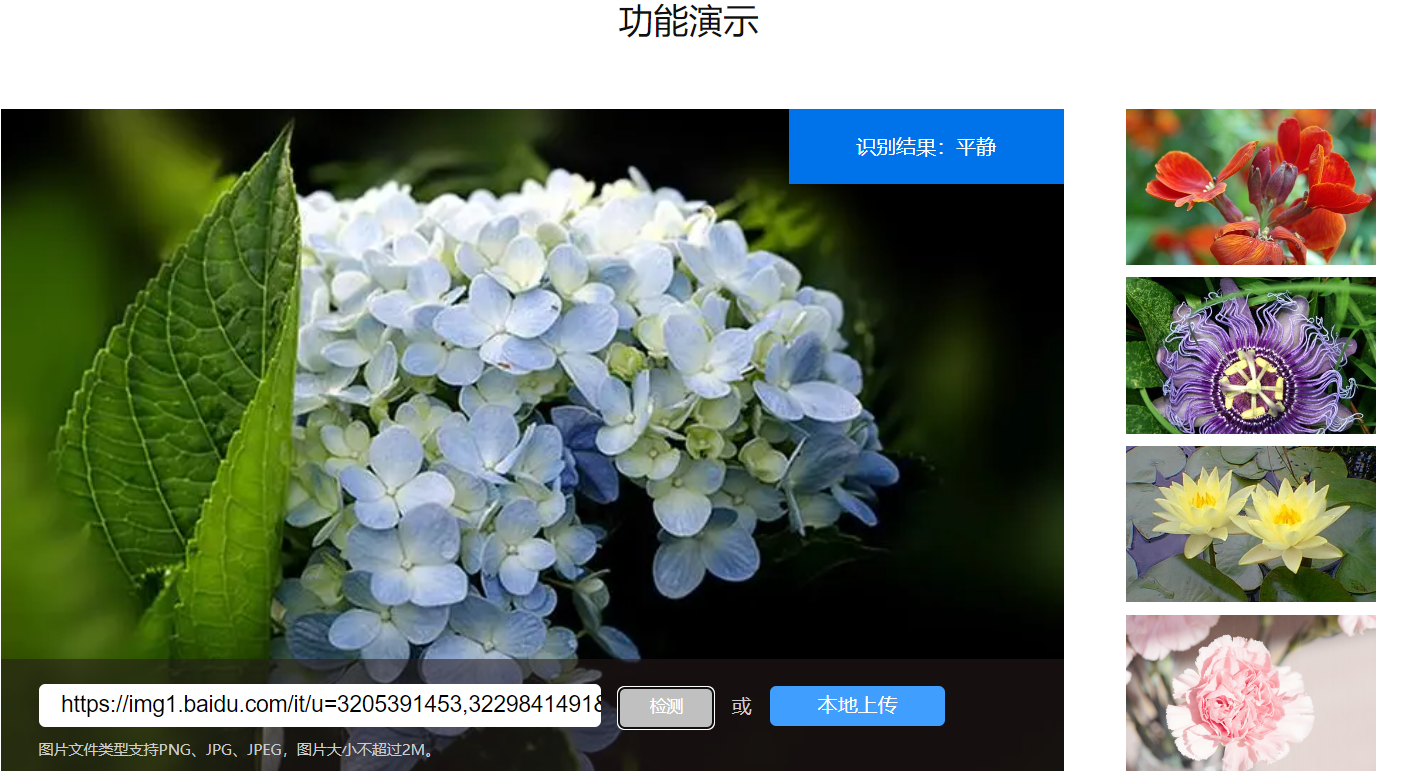 功能演示
识别结果：平静
https://img1.baidu.com/it/u=3205391453,3229841491&
检测
或
本地上传
图片文件类型支持PNG、JPG、JPEG，图片大小不超过2M。